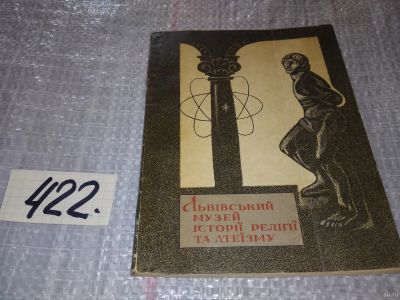 422.
Львівський
музей
історії релігії
та атеїзму